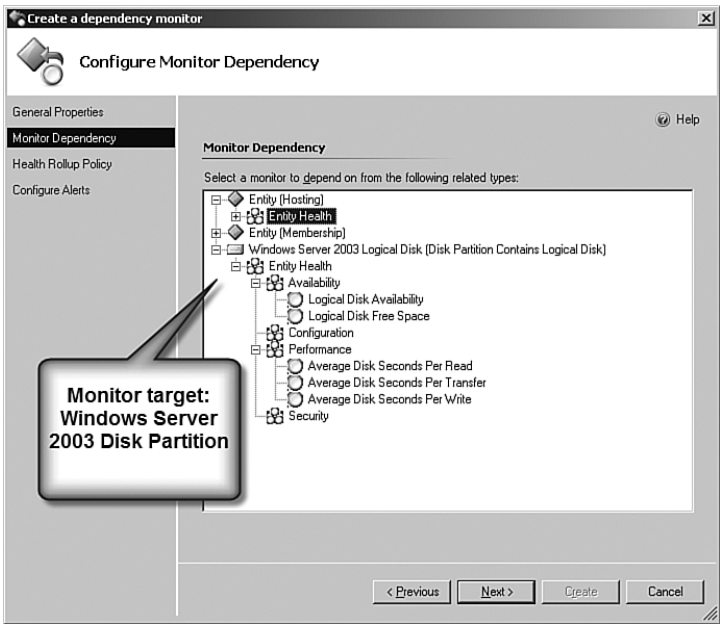 Create a dependency monitor
Configure Monitor Dependency
General Properties
Monitor Dependency
Health Rollup Policy
Configure Alerts
Help
Monitor Dependency
Select a monitor to depend on from the following related types:
Entity (Hosting)
Entity Health
Entity (Membership)
Windows Server 2003 Logical Disk (Disk Partition Contains Logical Disk)
Entity Health
Availability
Logical Disk Availability
Logical Disk Free Space
Configuration
Performance
Average Disk Seconds Per Read
Average Disk Seconds Per Transfer
Average Disk Seconds Per Write
Security
Monitor target:
Windows Server
2003 Disk Partition
< Previous
Next >
Create
Cancel